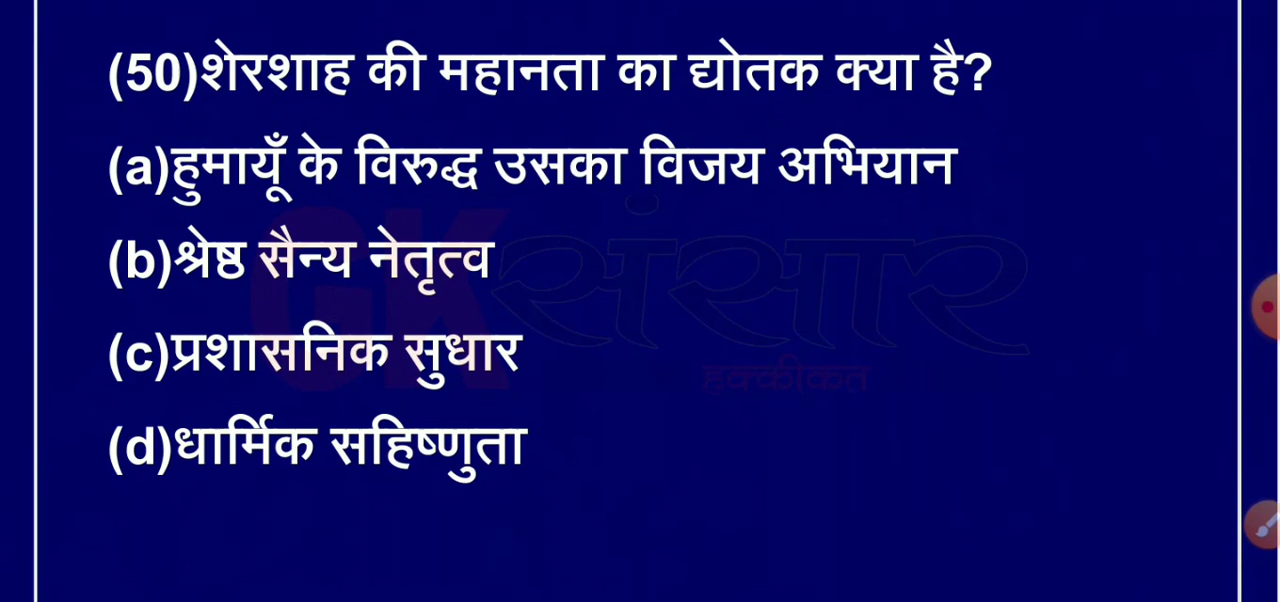 (50)शेरशाह की महानता का द्योतक क्या है?
(a)हुमायूँ के विरुद्ध उसका विजय अभियान
(b)श्रेष्ठ सैन्य नेतृत्व
(c)प्रशासनिक सुधार
(d)धार्मिक सहिष्णुता
GK संसार
हक्कीकत